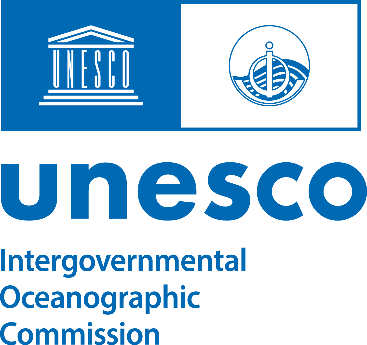 UNESCO
unesco
Intergovernmental
Oceanographic
Commission